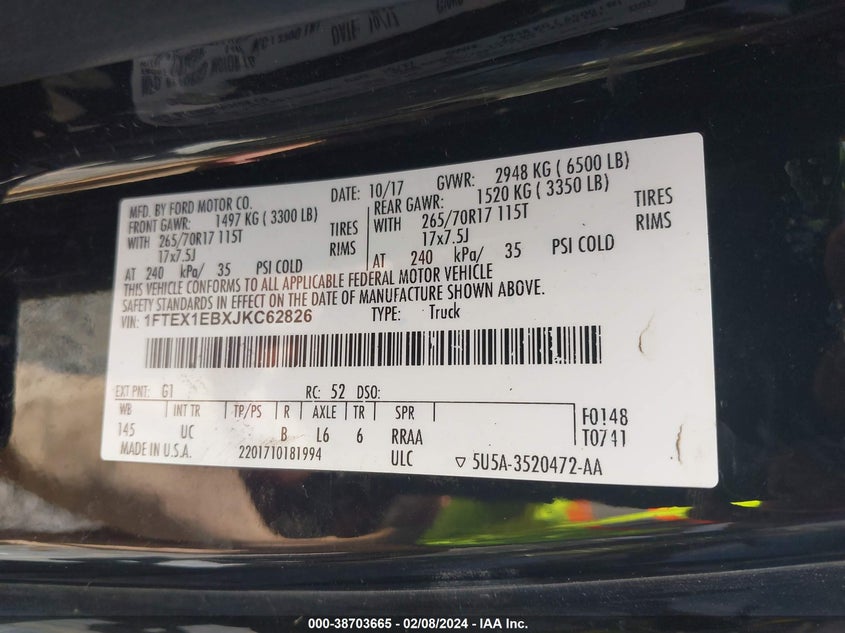 MFD. BY FORD MOTOR CO. DATE: 10/17 GVWR: 2948 KG ( 6500 LB)
FRONT GAWR: 1497 KG ( 3300 LB) REAR GAWR: 1520 KG ( 3350 LB)
WITH 265/70R17 115T TIRES WITH 265/70R17 115T TIRES
17x7.5J RIMS 17x7.5J RIMS
AT 240 kPa/ 35 PSI COLD AT 240 kPa/ 35 PSI COLD
THIS VEHICLE CONFORMS TO ALL APPLICABLE FEDERAL MOTOR VEHICLE
SAFETY STANDARDS IN EFFECT ON THE DATE OF MANUFACTURE SHOWN ABOVE.
VIN: 1FTEX1EBXJKC62826 TYPE: Truck
EXT PNT: G1 RC: 52 DSO:
WB INT TR TP/PS R AXLE TR SPR F0148
145 UC B L6 6 RRAA T0741
MADE IN U.S.A. 2201710181994 ULC ▽ 5U5A-3520472-AA
000-38703665 - 02/08/2024 - IAA Inc.